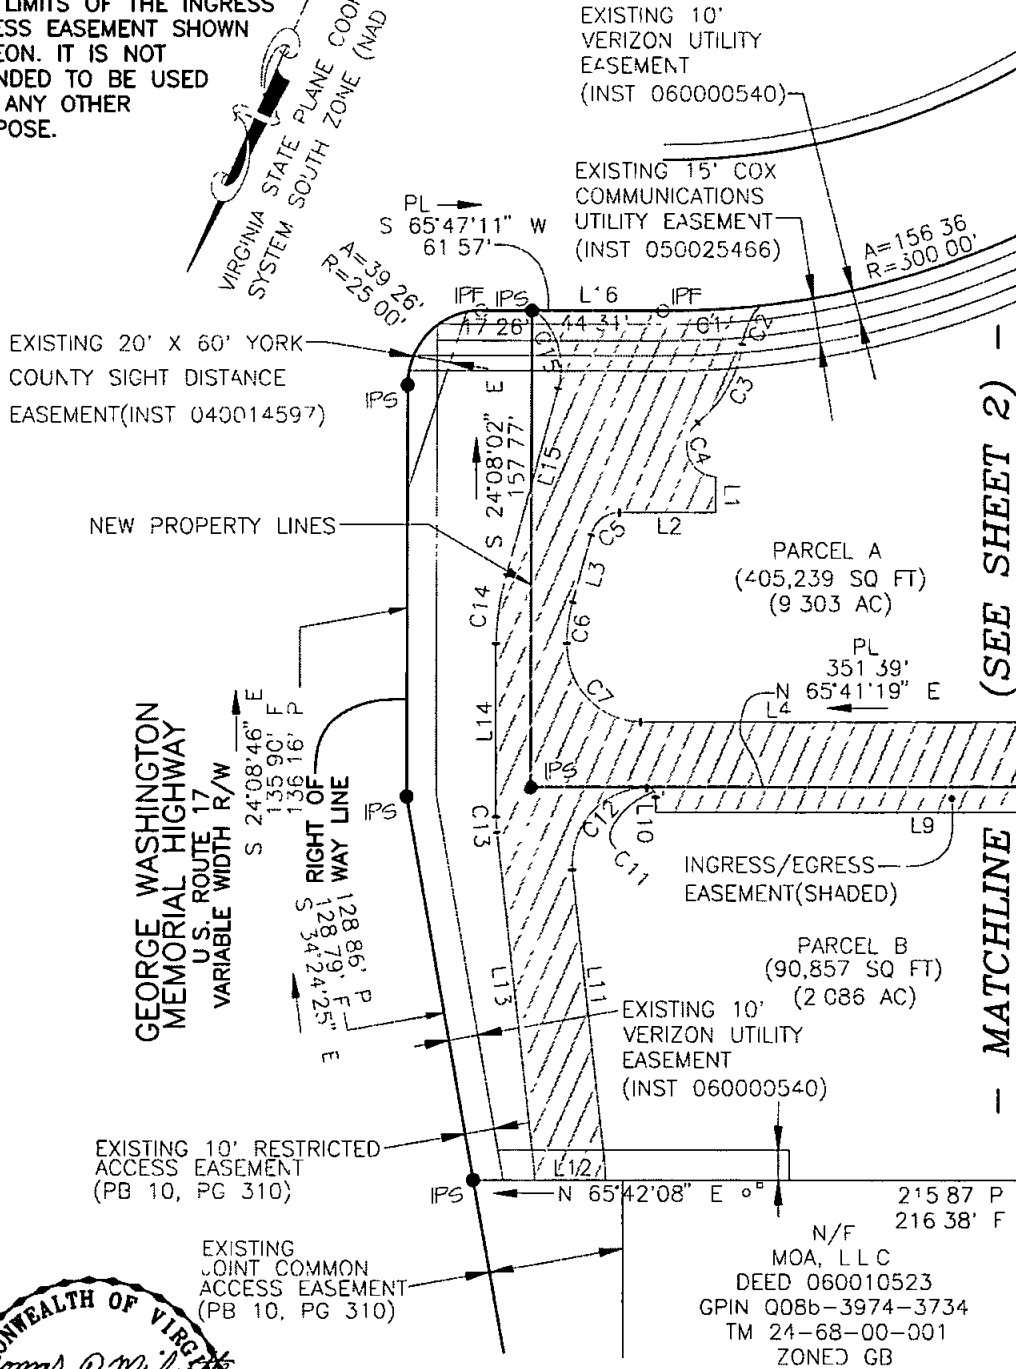 LIMITS OF THE INGRESS
ESS EASEMENT SHOWN
EON. IT IS NOT
NDED TO BE USED
ANY OTHER
POSE.
VIRGINIA STATE PLANE COOR
SYSTEM SOUTH ZONE (NAD
EXISTING 10'
VERIZON UTILITY
EASEMENT
(INST 060000540)
EXISTING 15' COX
COMMUNICATIONS
UTILITY EASEMENT
(INST 050025466)
PL
S 65°47'11" W
61 57'
A=39 26'
R=25 00'
A=156 36
R=300 00'
IPF
IPS
L16
IPF
17 26'
44 31'
C1
C2
C15
C3
EXISTING 20' X 60' YORK
COUNTY SIGHT DISTANCE
EASEMENT(INST 040014597)
IPS
S 24°08'02" E
157 77'
L15
C4
L1
L2
C5
NEW PROPERTY LINES
L3
C14
C6
PARCEL A
(405,239 SQ FT)
(9 303 AC)
PL
351 39'
N 65°41'19" E
L4
C7
L14
- MATCHLINE (SEE SHEET 2) -
GEORGE WASHINGTON
MEMORIAL HIGHWAY
U S. ROUTE 17
VARIABLE WIDTH R/W
S 24°08'46" E
135 90' F
136 16' P
RIGHT OF
WAY LINE
IPS
IPS
C13
C12
L10
C11
L9
INGRESS/EGRESS
EASEMENT(SHADED)
128 86' P
128 79' F
S 34°24'25" E
PARCEL B
(90,857 SQ FT)
(2 086 AC)
L13
L11
EXISTING 10'
VERIZON UTILITY
EASEMENT
(INST 060000540)
EXISTING 10' RESTRICTED
ACCESS EASEMENT
(PB 10, PG 310)
L12
IPS
N 65°42'08" E
215 87 P
216 38' F
EXISTING
JOINT COMMON
ACCESS EASEMENT
(PB 10, PG 310)
N/F
MOA, L L C
DEED 060010523
GPIN Q08b-3974-3734
TM 24-68-00-001
ZONED GB
ONWEALTH OF VIRG